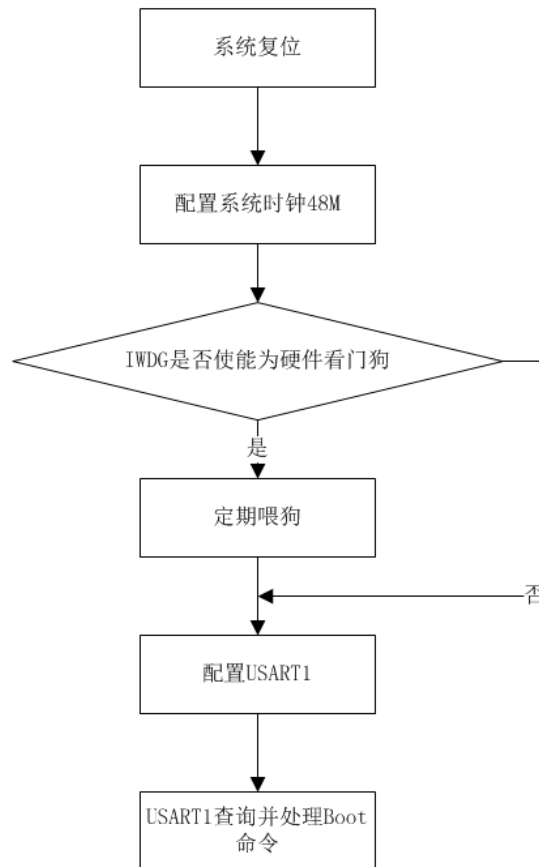 系统复位
配置系统时钟48M
IWDG是否使能为硬件看门狗
是
定期喂狗
否
配置USART1
USART1查询并处理Boot
命令